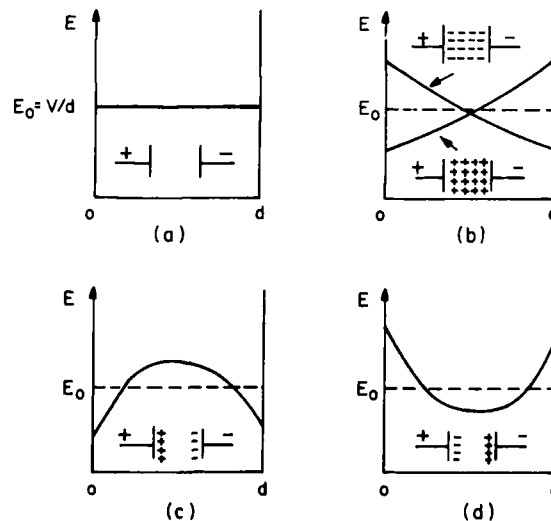 E
E₀ = V/d
+ −
o d
(a)
E
− − − − −
− − − − −
+ −
− − − − −
− − − − −
E₀
+ + + +
+ + + +
+ −
+ + + +
+ + + +
o
(b)
E
E₀
+ −
+ + + +
− − − −
o d
(c)
E
E₀
+ −
− − − −
+ + + +
o
(d)